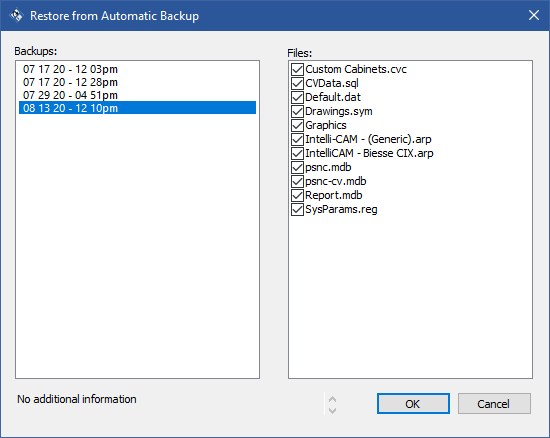 Restore from Automatic Backup
Backups:
07 17 20 - 12 03pm
07 17 20 - 12 28pm
07 29 20 - 04 51pm
08 13 20 - 12 10pm
Files:
Custom Cabinets.cvc
CVData.sql
Default.dat
Drawings.sym
Graphics
Intelli-CAM - (Generic).arp
IntelliCAM - Biesse CIX.arp
psnc.mdb
psnc-cv.mdb
Report.mdb
SysParams.reg
No additional information
OK
Cancel